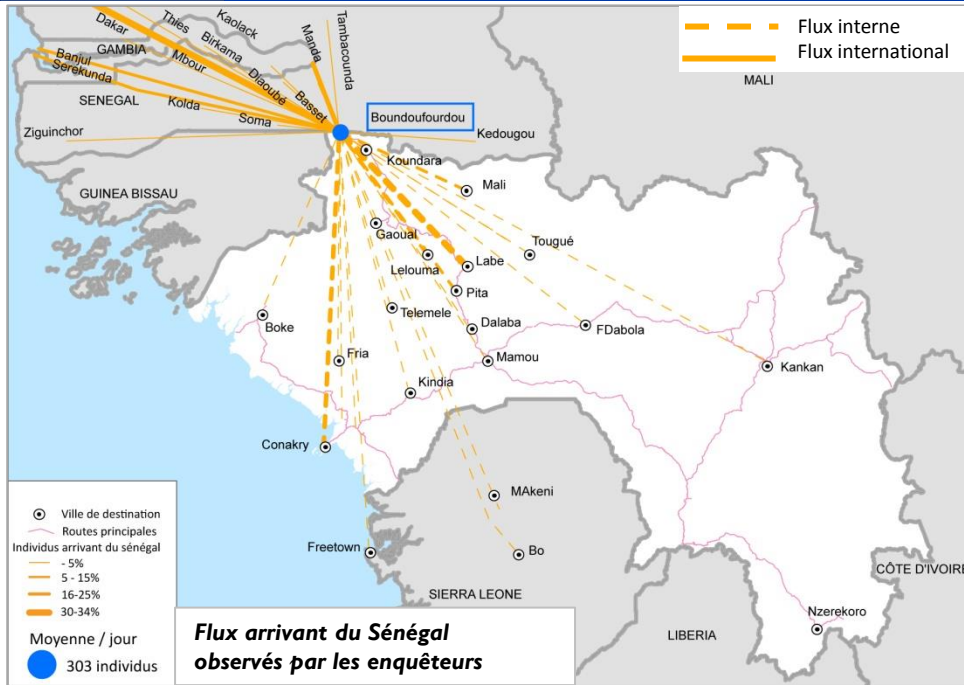 Flux interne
Flux international
Dakar
Thies
Birkama
Kaolack
Tambacounda
Manda
GAMBIA
Mbour
Diaoubé
Basset
Banjul
Serekunda
MALI
SENEGAL
Kolda
Soma
Boundoufourdou
Ziguinchor
Kedougou
Koundara
Mali
GUINEA BISSAU
Gaoual
Tougué
Lelouma
Labe
Pita
Telemele
Boke
Dalaba
FDabola
Fria
Mamou
Kankan
Kindia
Conakry
MAkeni
Freetown
Bo
CÔTE D'IVOIRE
SIERRA LEONE
Nzerekoro
LIBERIA
Ville de destination
Routes principales
Individus arrivant du sénégal
- 5%
5 - 15%
16-25%
30-34%
Moyenne / jour
303 individus
Flux arrivant du Sénégal
observés par les enquêteurs